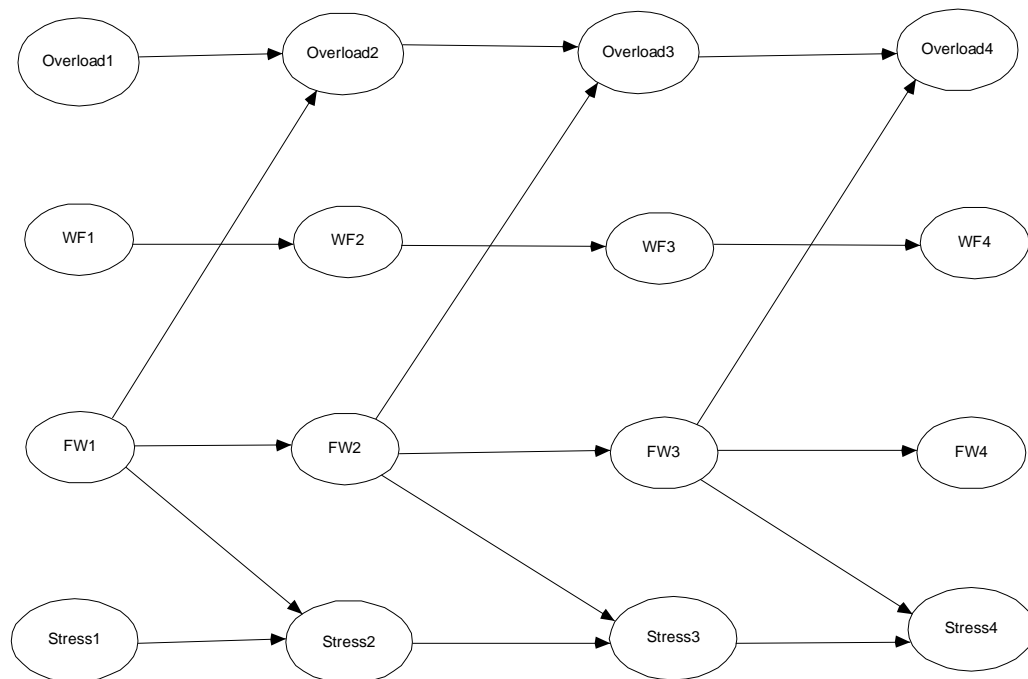 Overload1
Overload2
Overload3
Overload4
WF1
WF2
WF3
WF4
FW1
FW2
FW3
FW4
Stress1
Stress2
Stress3
Stress4